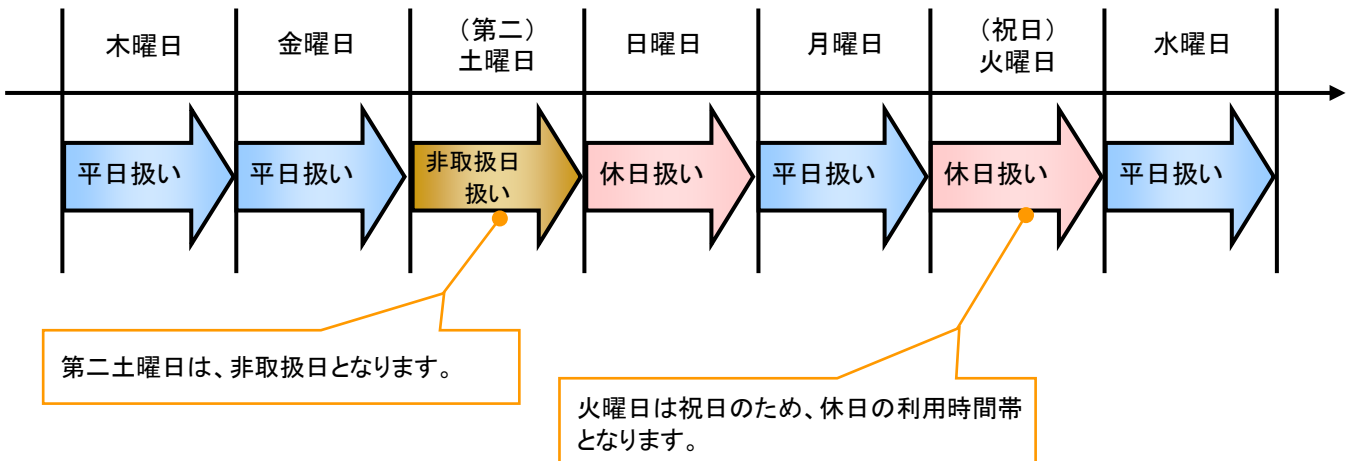 木曜日
金曜日
（第二）
土曜日
日曜日
月曜日
（祝日）
火曜日
水曜日
平日扱い
平日扱い
非取扱日
扱い
休日扱い
平日扱い
休日扱い
平日扱い
第二土曜日は、非取扱日となります。
火曜日は祝日のため、休日の利用時間帯
となります。